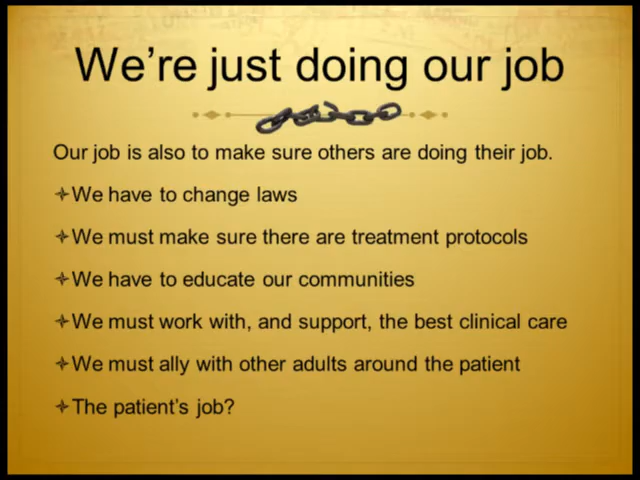 We’re just doing our job
Our job is also to make sure others are doing their job.
We have to change laws
We must make sure there are treatment protocols
We have to educate our communities
We must work with, and support, the best clinical care
We must ally with other adults around the patient
The patient’s job?